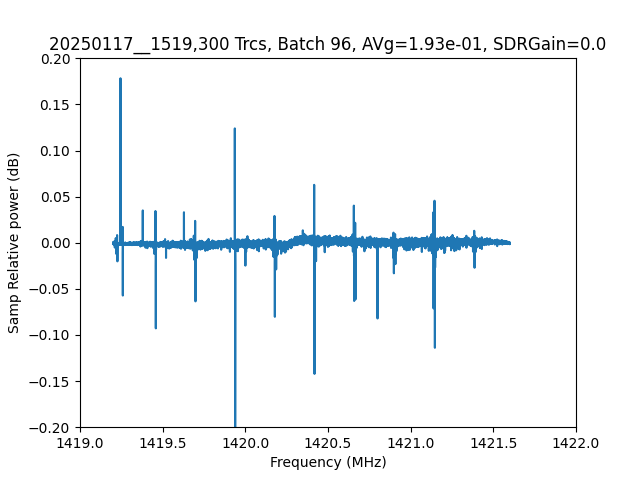 20250117__1519,300 Trcs, Batch 96, AVg=1.93e-01, SDRGain=0.0
0.20
0.15
0.10
0.05
0.00
−0.05
−0.10
−0.15
−0.20
Samp Relative power (dB)
1419.0 1419.5 1420.0 1420.5 1421.0 1421.5 1422.0
Frequency (MHz)